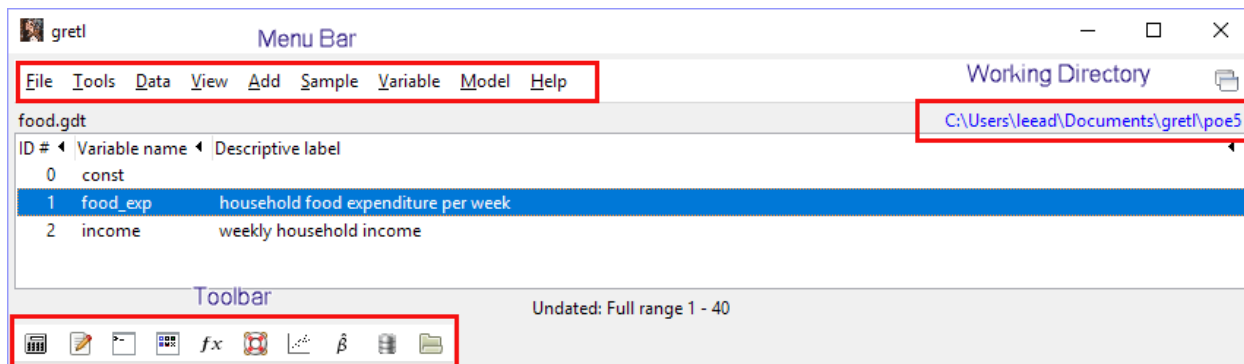 gretl
Menu Bar
File Tools Data View Add Sample Variable Model Help
Working Directory
food.gdt
C:\Users\leead\Documents\gretl\poe5
ID # Variable name Descriptive label
0 const
1 food_exp household food expenditure per week
2 income weekly household income
Toolbar
Undated: Full range 1 - 40
fx β̂